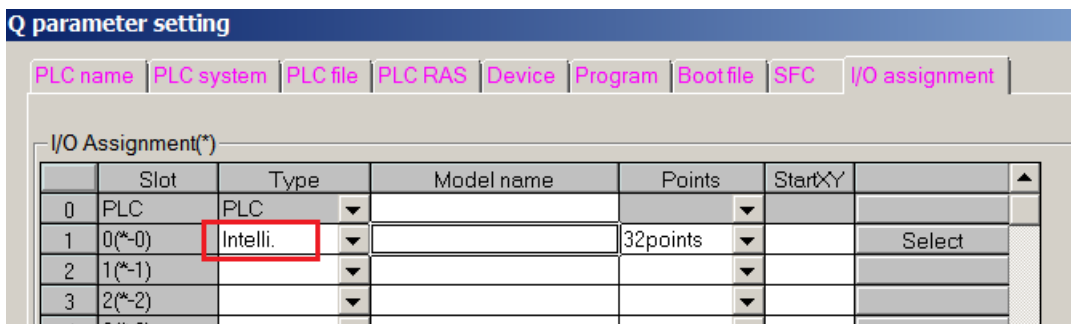 Q parameter setting
PLC name PLC system PLC file PLC RAS Device Program Boot file SFC I/O assignment
I/O Assignment(*)
Slot Type Model name Points StartXY
0 PLC PLC
1 0(*-0) Intelli. 32points Select
2 1(*-1)
3 2(*-2)